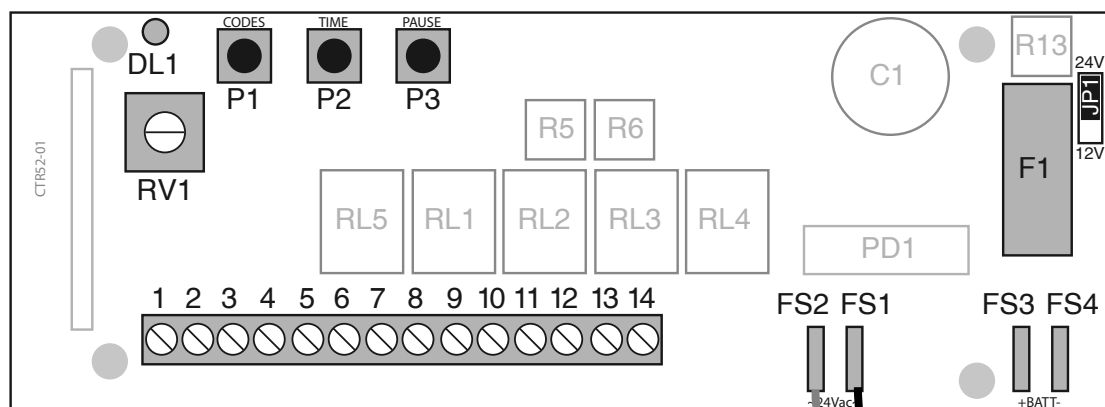 CODES TIME PAUSE
DL1 P1 P2 P3
C1
R13
24V
JP1
12V
F1
CTR52-01
RV1
R5 R6
RL5 RL1 RL2 RL3 RL4
PD1
1 2 3 4 5 6 7 8 9 10 11 12 13 14
FS2 FS1 FS3 FS4
~24Vac~ +BATT-